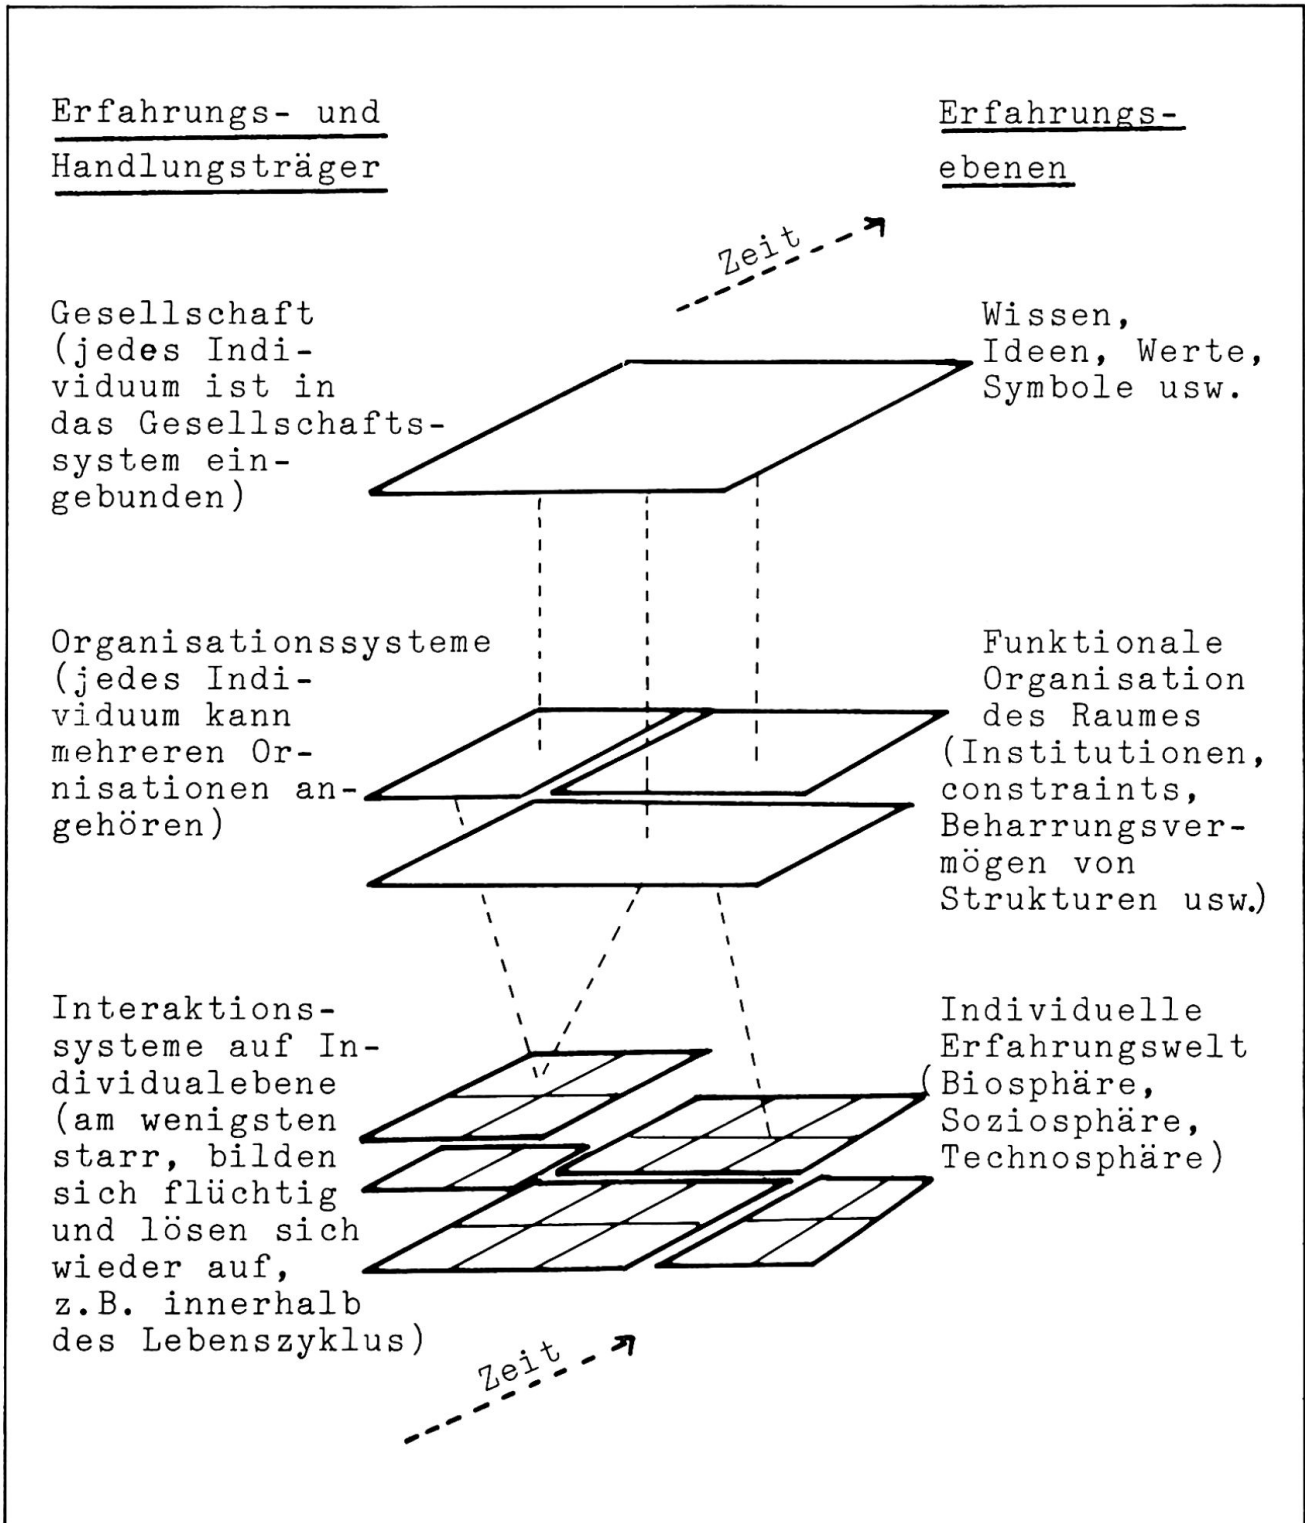 Erfahrungs- und
Handlungsträger
Erfahrungs-
ebenen
Zeit
Gesellschaft
(jedes Indi-
viduum ist in
das Gesellschafts-
system ein-
gebunden)
Wissen,
Ideen, Werte,
Symbole usw.
Organisationssysteme
(jedes Indi-
viduum kann
mehreren Or-
nisationen an-
gehören)
Funktionale
Organisation
des Raumes
(Institutionen,
constraints,
Beharrungsver-
mögen von
Strukturen usw.)
Interaktions-
systeme auf In-
dividualebene
(am wenigsten
starr, bilden
sich flüchtig
und lösen sich
wieder auf,
z.B. innerhalb
des Lebenszyklus)
Individuelle
Erfahrungswelt
(Biosphäre,
Soziosphäre,
Technosphäre)
Zeit